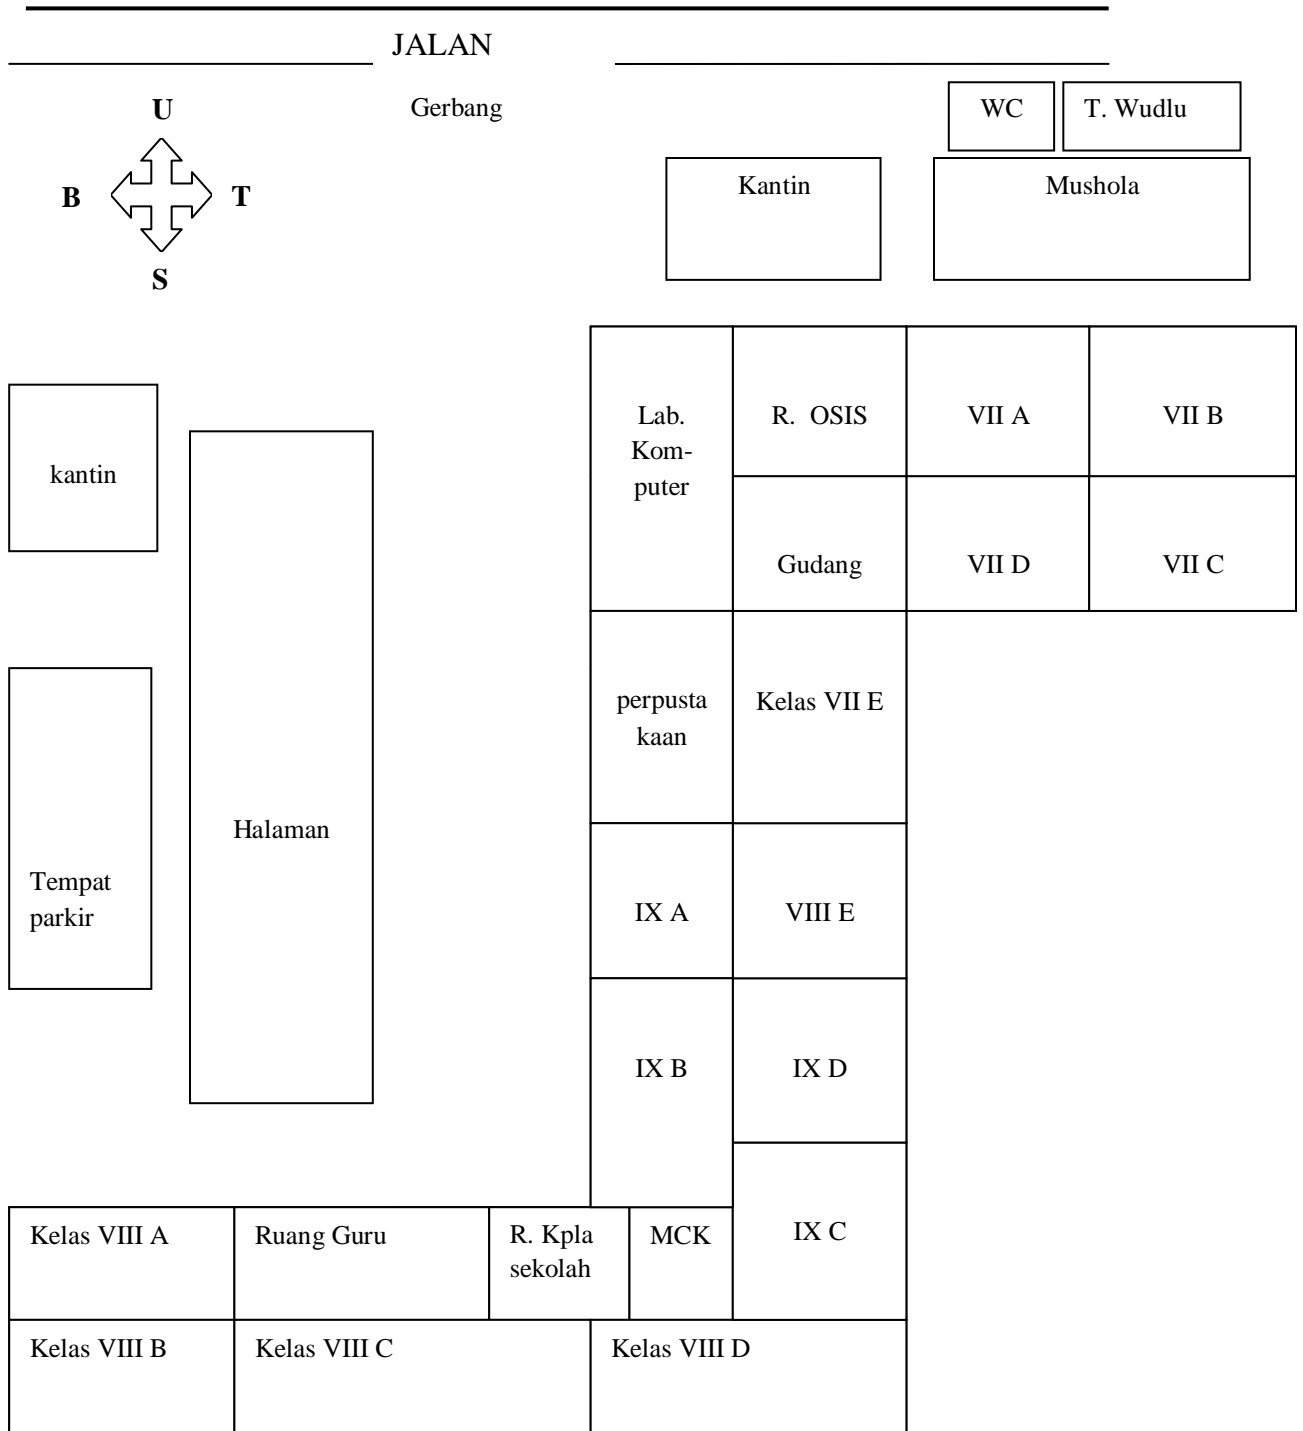 JALAN
Gerbang
WC
T. Wudlu
U
B
T
S
Kantin
Mushola
kantin
Lab.
Kom-
puter
R. OSIS
VII A
VII B
Gudang
VII D
VII C
perpusta
kaan
Kelas VII E
Halaman
Tempat
parkir
IX A
VIII E
IX B
IX D
Kelas VIII A
Ruang Guru
R. Kpla
sekolah
MCK
IX C
Kelas VIII B
Kelas VIII C
Kelas VIII D